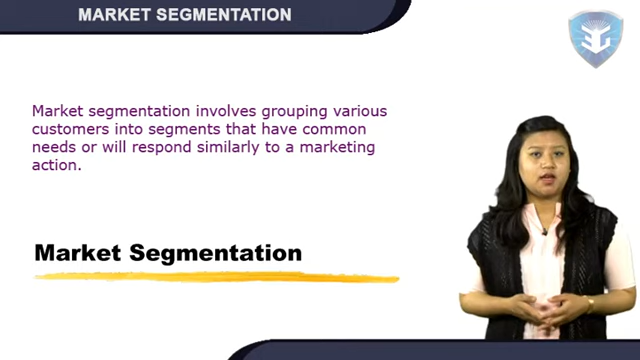 MARKET SEGMENTATION
Market segmentation involves grouping various
customers into segments that have common
needs or will respond similarly to a marketing
action.
Market Segmentation